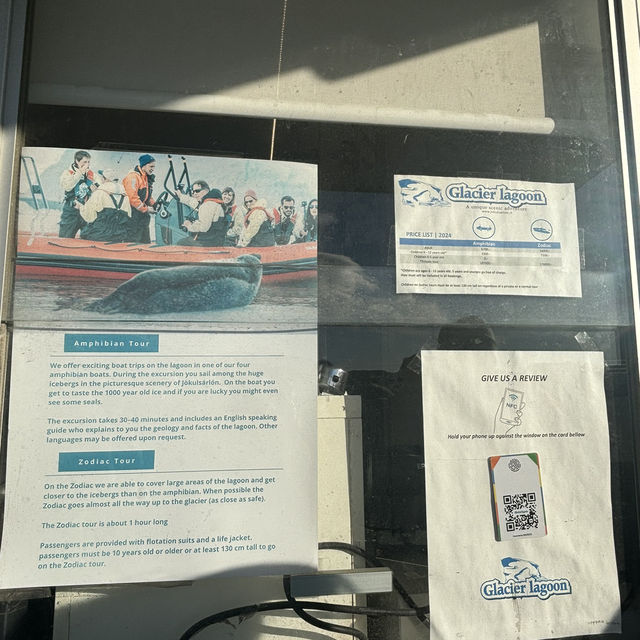 Amphibian Tour
We offer exciting boat trips on the lagoon in one of our four
amphibian boats. During the excursion you sail among the huge
icebergs in the picturesque scenery of Jökulsárlón. On the boat you
get to taste the 1000 year old ice and if you are lucky you might even
see some seals.
The excursion takes 30-40 minutes and includes an English speaking
guide who explains to you the geology and facts of the lagoon. Other
languages may be offered upon request.
Zodiac Tour
On the Zodiac we are able to cover large areas of the lagoon and get
closer to the icebergs than on the amphibian. When possible the
Zodiac goes almost all the way up to the glacier (as close as safe).
The Zodiac tour is about 1 hour long
Passengers are provided with flotation suits and a life jacket,
passengers must be 10 years old or older or at least 130 cm tall to go
on the Zodiac tour.
Glacier lagoon
A unique scenic adventure
PRICE LIST | 2024
Amphibian Zodiac
GIVE US A REVIEW
NFC
Hold your phone up against the window on the card bellow
Glacier lagoon